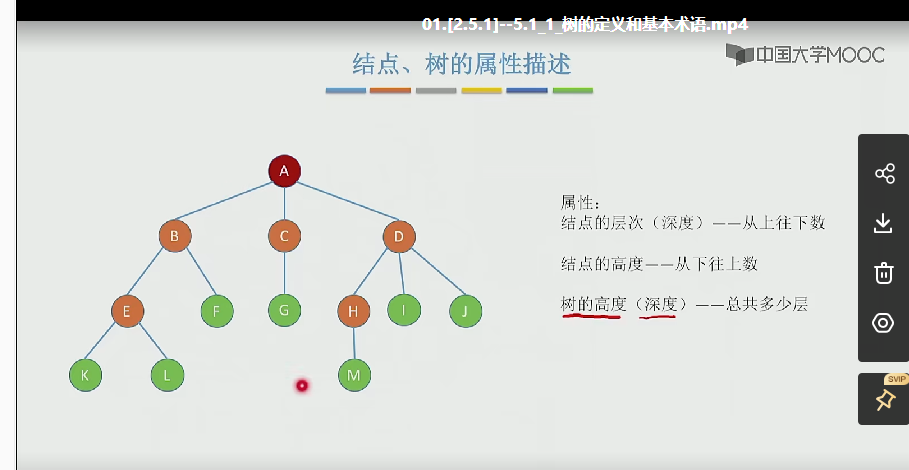 01.[2.5.1]--5.1_1_树的定义和基本术语.mp4
结点、树的属性描述
中国大学MOOC
A
属性：
结点的层次（深度）——从上往下数
B
C
D
结点的高度——从下往上数
树的高度（深度）——总共多少层
E
F
G
H
I
J
K
L
M
SVIP